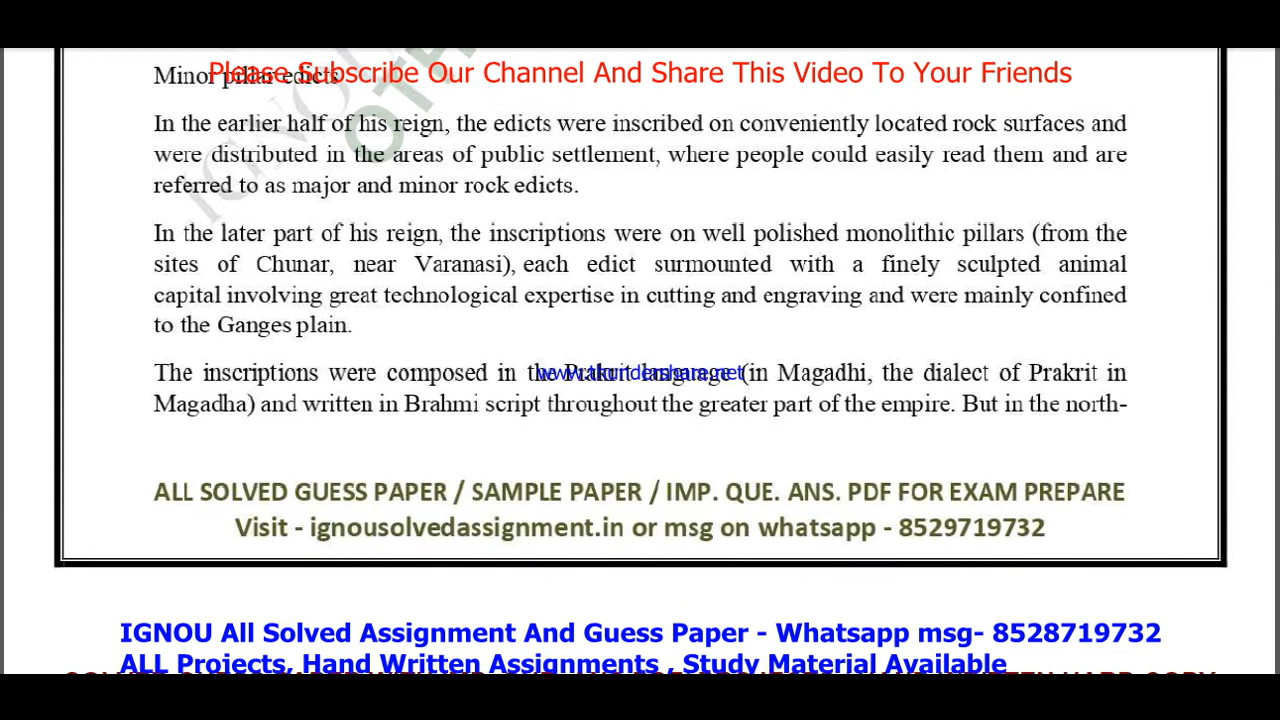 Please Subscribe Our Channel And Share This Video To Your Friends
Minor pillar edicts
In the earlier half of his reign, the edicts were inscribed on conveniently located rock surfaces and
were distributed in the areas of public settlement, where people could easily read them and are
referred to as major and minor rock edicts.
In the later part of his reign, the inscriptions were on well polished monolithic pillars (from the
sites of Chunar, near Varanasi), each edict surmounted with a finely sculpted animal
capital involving great technological expertise in cutting and engraving and were mainly confined
to the Ganges plain.
The inscriptions were composed in the Prakrit language (in Magadhi, the dialect of Prakrit in
Magadha) and written in Brahmi script throughout the greater part of the empire. But in the north-
ALL SOLVED GUESS PAPER / SAMPLE PAPER / IMP. QUE. ANS. PDF FOR EXAM PREPARE
Visit - ignousolvedassignment.in or msg on whatsapp - 8529719732
IGNOU All Solved Assignment And Guess Paper - Whatsapp msg- 8528719732
ALL Projects, Hand Written Assignments , Study Material Available